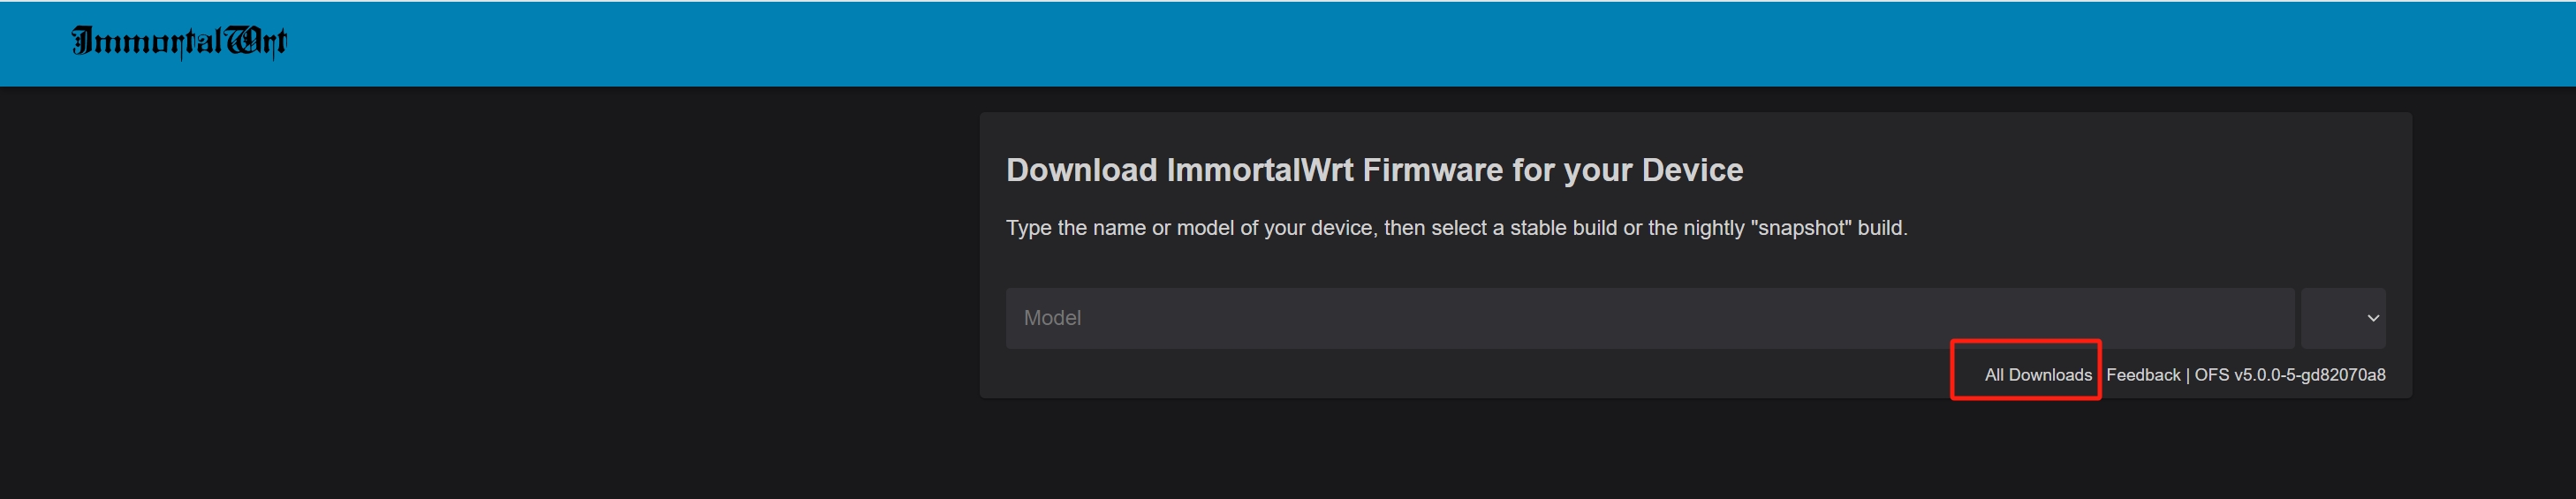 ImmortalWrt
Download ImmortalWrt Firmware for your Device
Type the name or model of your device, then select a stable build or the nightly "snapshot" build.
Model
All Downloads Feedback | OFS v5.0.0-5-gd82070a8